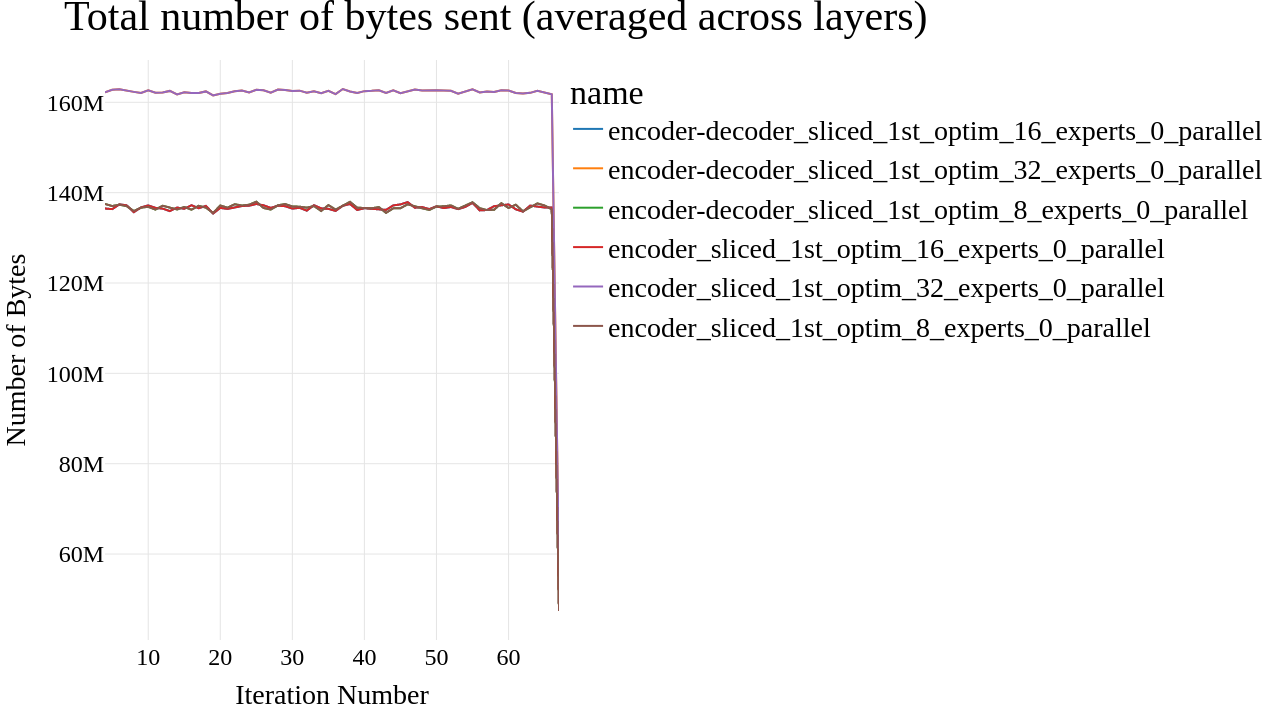 Total number of bytes sent (averaged across layers)
name
encoder-decoder_sliced_1st_optim_16_experts_0_parallel
encoder-decoder_sliced_1st_optim_32_experts_0_parallel
encoder-decoder_sliced_1st_optim_8_experts_0_parallel
encoder_sliced_1st_optim_16_experts_0_parallel
encoder_sliced_1st_optim_32_experts_0_parallel
encoder_sliced_1st_optim_8_experts_0_parallel
Number of Bytes
160M
140M
120M
100M
80M
60M
10 20 30 40 50 60
Iteration Number